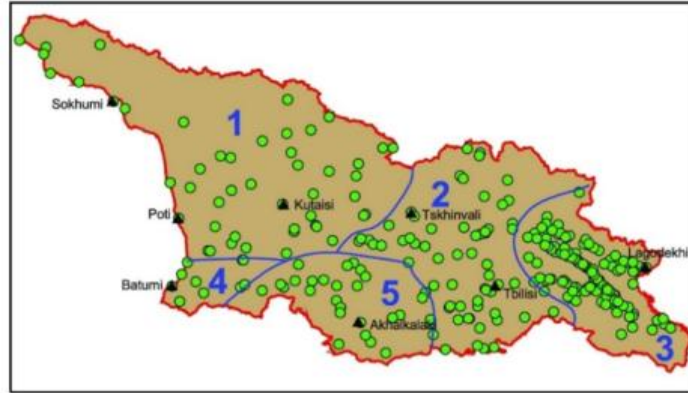 Sokhumi
1
2
Kutaisi
Tskhinvali
Poti
Lagodekhi
4
Batumi
5
Tbilisi
Akhalkalaki
3